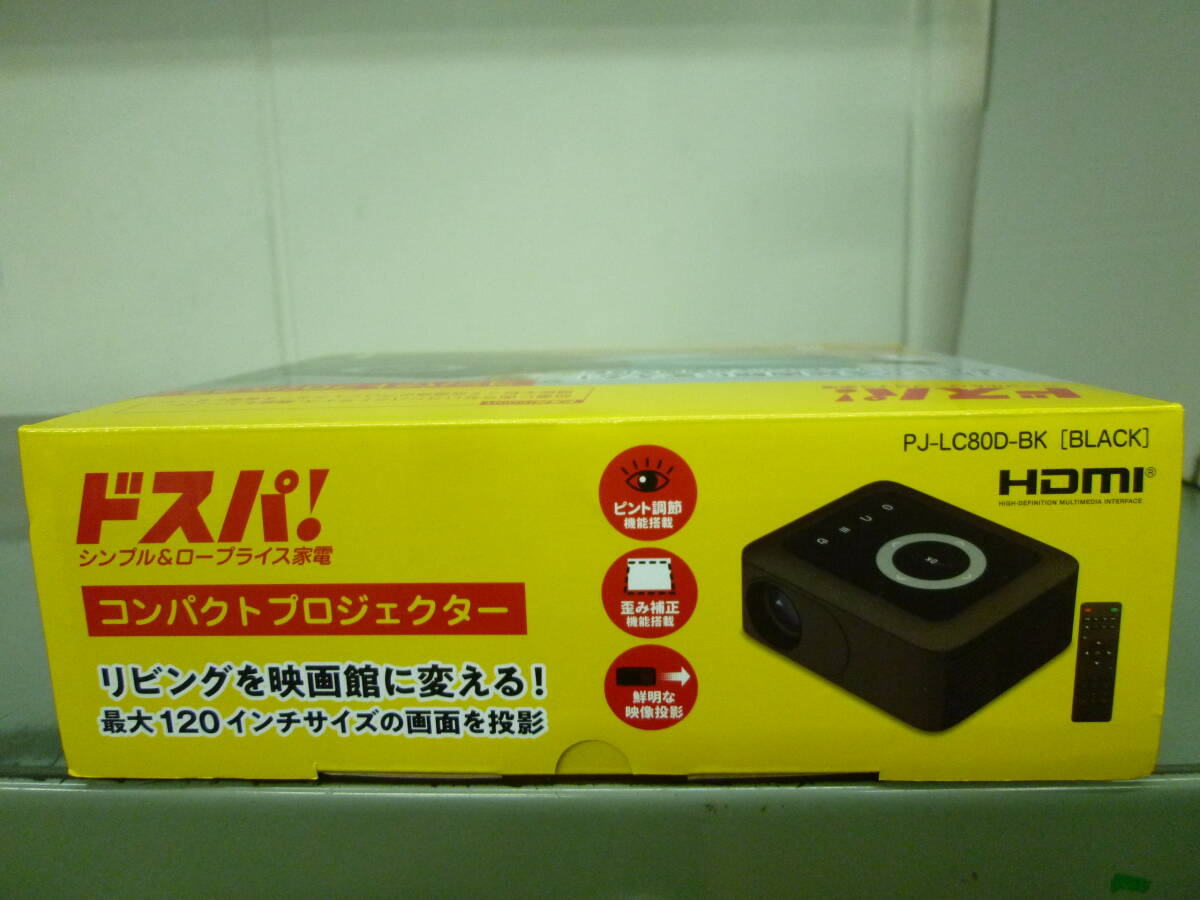 ドスパ!
ドスパ!
シンプル&ロープライス家電
コンパクトプロジェクター
リビングを映画館に変える!
最大120インチサイズの画面を投影
ピント調節
機能搭載
歪み補正
機能搭載
鮮明な
映像投影
PJ-LC80D-BK [BLACK]
HDMI®
HIGH-DEFINITION MULTIMEDIA INTERFACE
OK